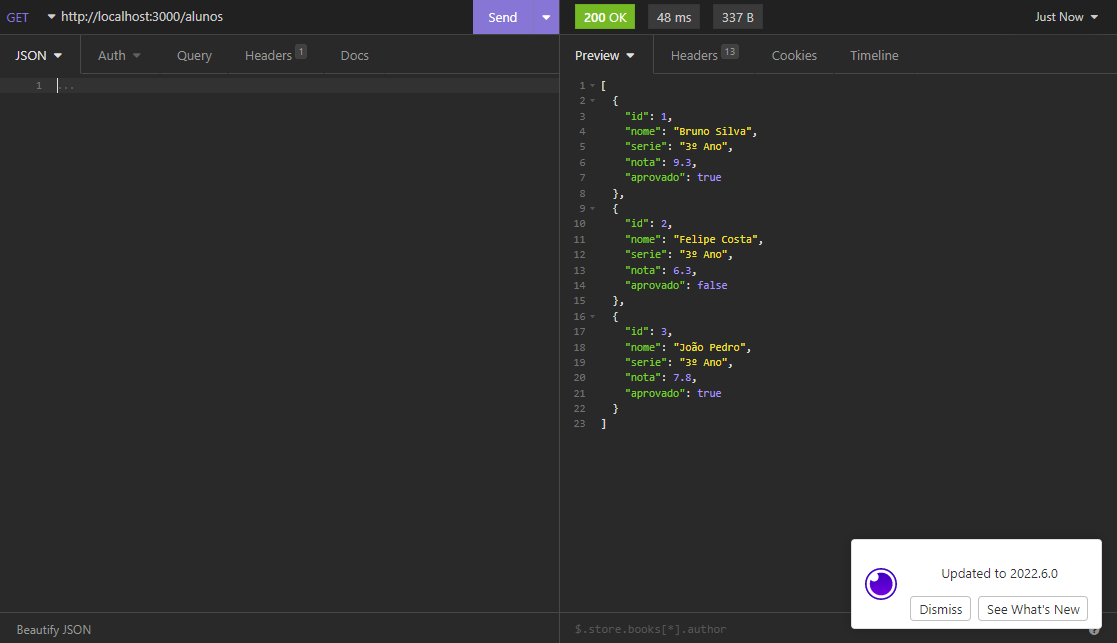 GET http://localhost:3000/alunos Send 200 OK 48 ms 337 B Just Now
JSON Auth Query Headers 1 Docs Preview Headers 13 Cookies Timeline
1 ...
1 [
2 {
3 "id": 1,
4 "nome": "Bruno Silva",
5 "serie": "3º Ano",
6 "nota": 9.3,
7 "aprovado": true
8 },
9 {
10 "id": 2,
11 "nome": "Felipe Costa",
12 "serie": "3º Ano",
13 "nota": 6.3,
14 "aprovado": false
15 },
16 {
17 "id": 3,
18 "nome": "João Pedro",
19 "serie": "3º Ano",
20 "nota": 7.8,
21 "aprovado": true
22 }
23 ]
Updated to 2022.6.0
Dismiss See What's New
Beautify JSON $.store.books[*].author ?